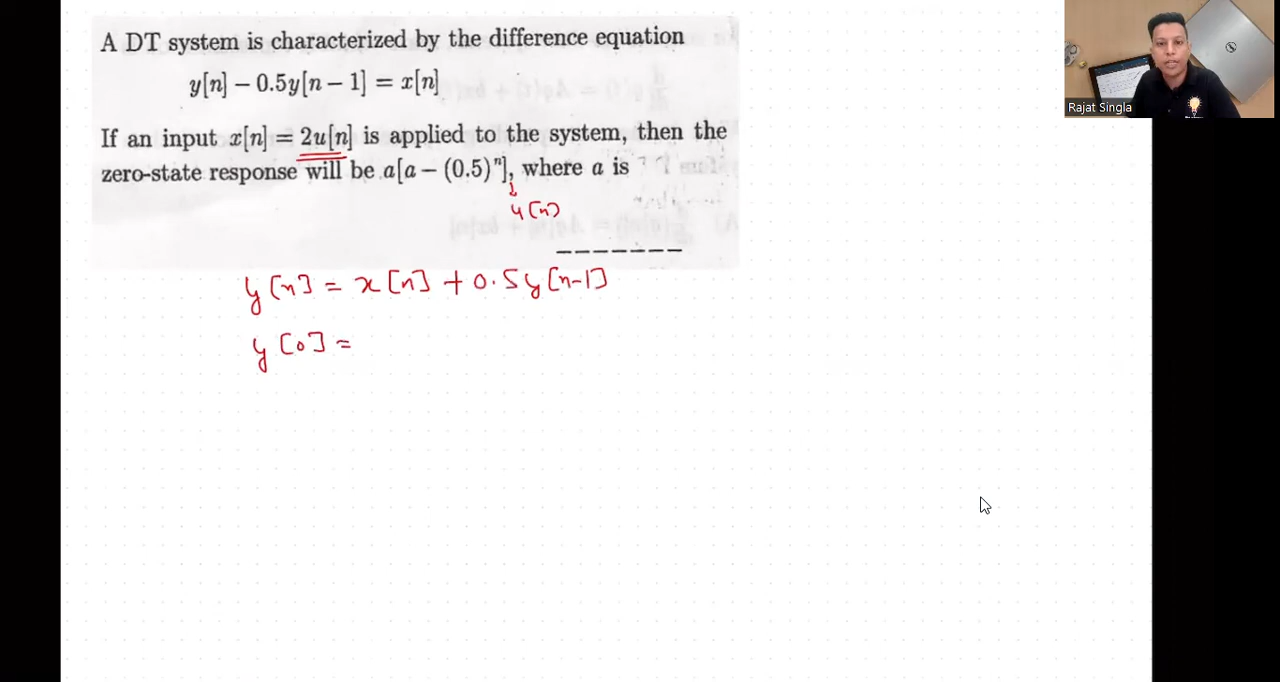 A DT system is characterized by the difference equation
y[n] − 0.5y[n − 1] = x[n]
If an input x[n] = 2u[n] is applied to the system, then the
zero-state response will be a[a − (0.5)ⁿ], where a is
u(n)
y[n] = x[n] + 0.5y[n-1]
y[0] =
Rajat Singla